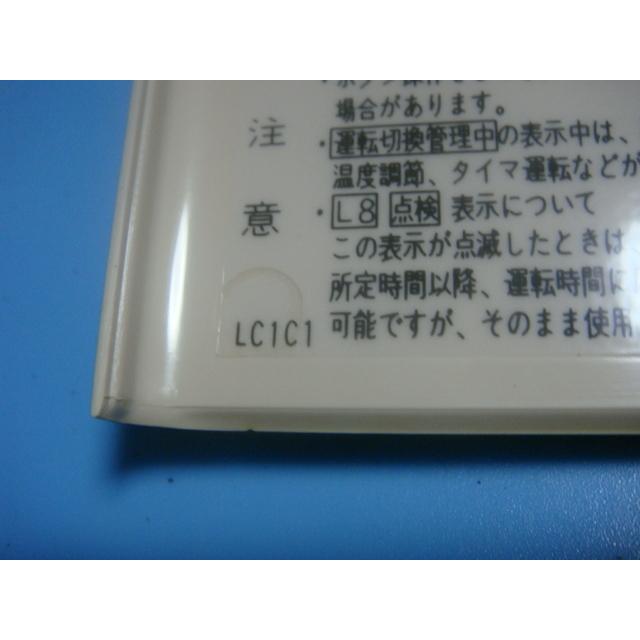 注意
場合があります。
・運転切換管理中の表示中は、
温度調節、タイマ運転などが
・L8 点検 表示について
この表示が点滅したときは
所定時間以降、運転時間に
可能ですが、そのまま使用
LC1C1